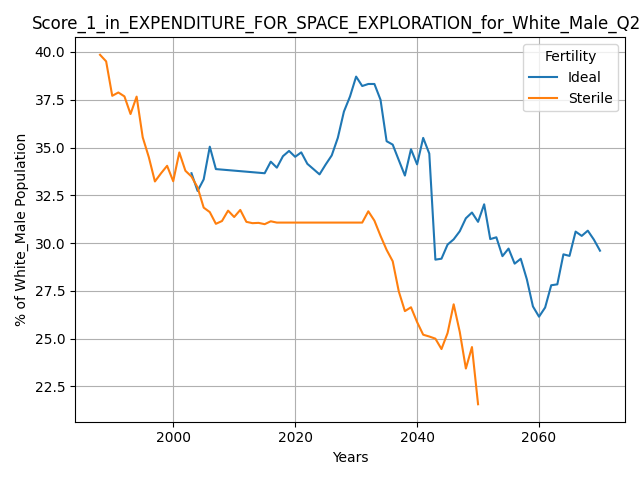 Score_1_in_EXPENDITURE_FOR_SPACE_EXPLORATION_for_White_Male_Q2
Fertility
Ideal
Sterile
40.0
37.5
35.0
32.5
30.0
27.5
25.0
22.5
% of White_Male Population
2000
2020
2040
2060
Years